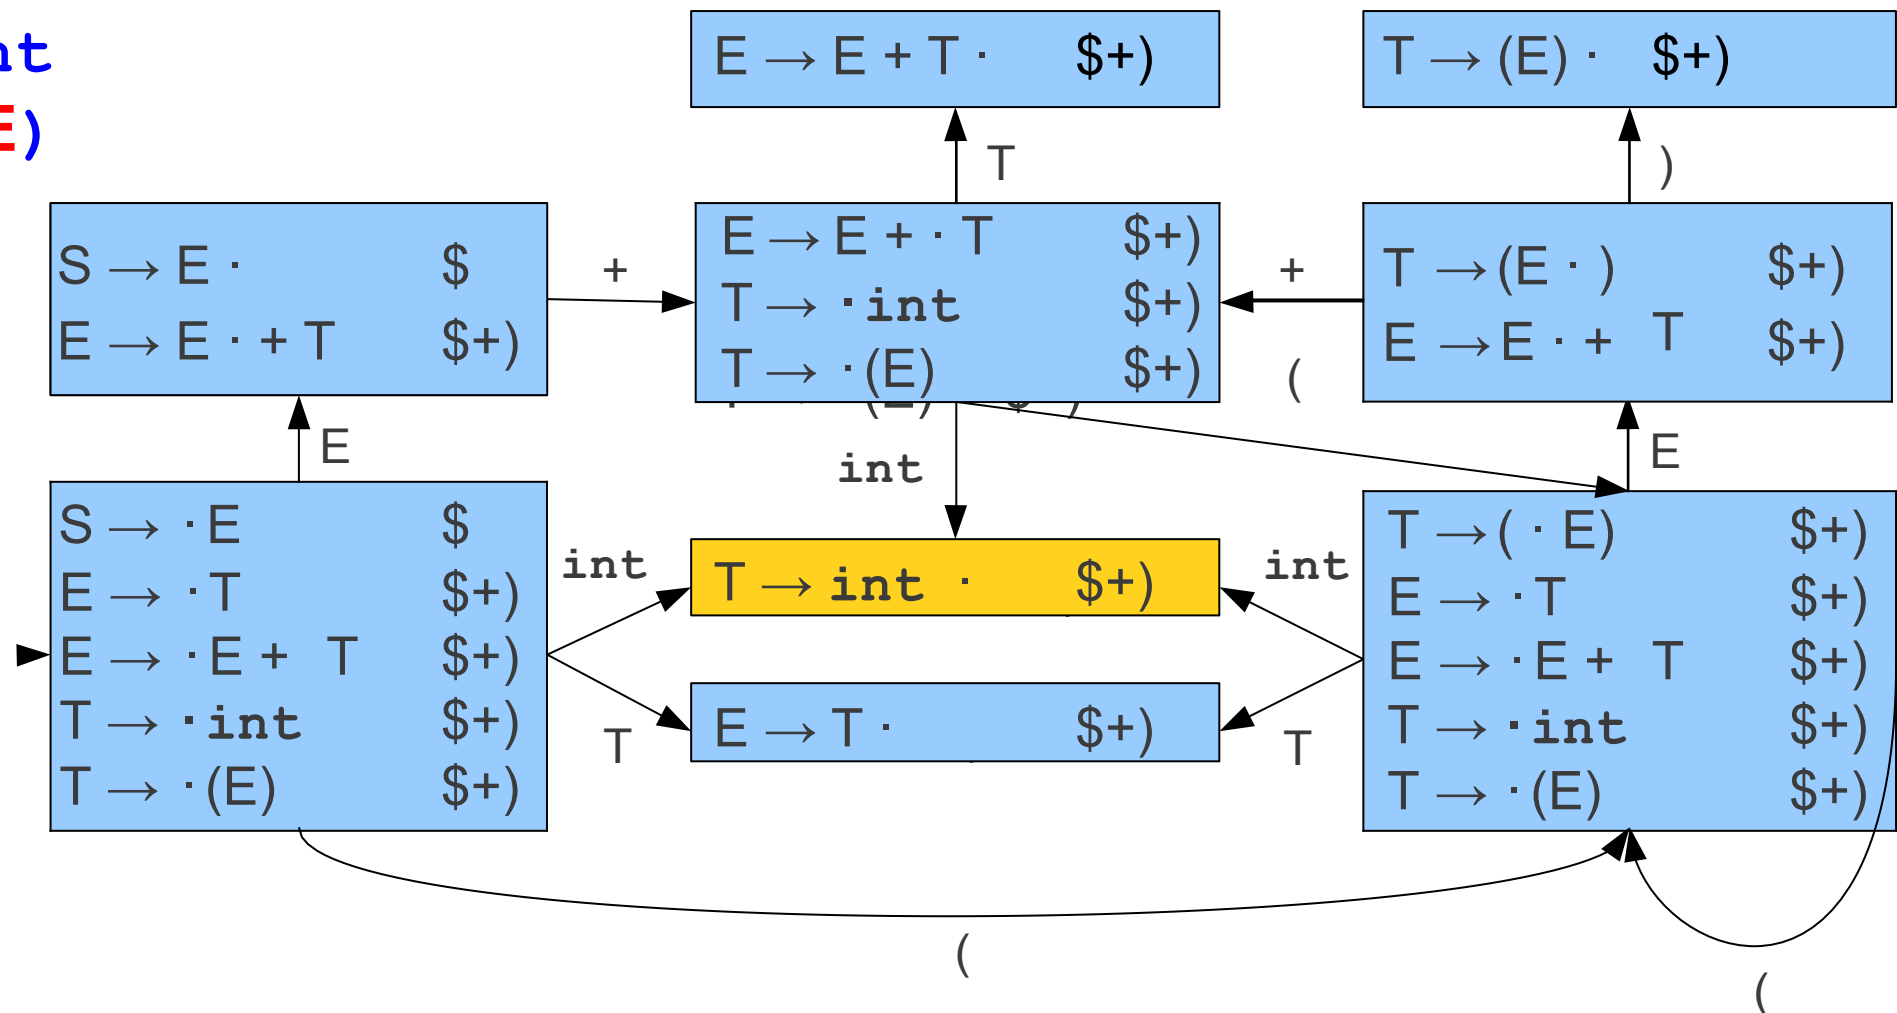 nt
E)
E → E + T · $+)
T → (E) · $+)
T
)
S → E · $
E → E · + T $+)
+
E → E + · T $+)
T → ·int $+)
T → ·(E) $+)
+
(
T →(E · ) $+)
E →E · + T $+)
E
int
E
S → ·E $
E → ·T $+)
E → ·E + T $+)
T → ·int $+)
T → ·(E) $+)
int
T
T → int · $+)
E → T · $+)
int
T
T →( · E) $+)
E → ·T $+)
E → ·E + T $+)
T → ·int $+)
T → ·(E) $+)
(
(